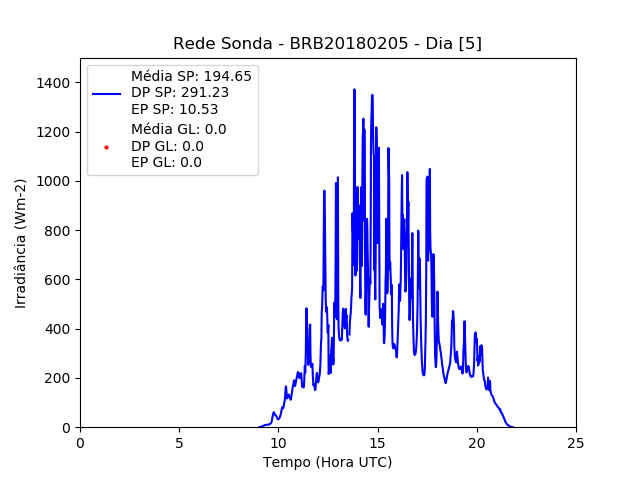 Rede Sonda - BRB20180205 - Dia [5]
Média SP: 194.65
DP SP: 291.23
EP SP: 10.53
Média GL: 0.0
DP GL: 0.0
EP GL: 0.0
1400
1200
1000
800
600
400
200
0
Irradiância (Wm-2)
0 5 10 15 20 25
Tempo (Hora UTC)